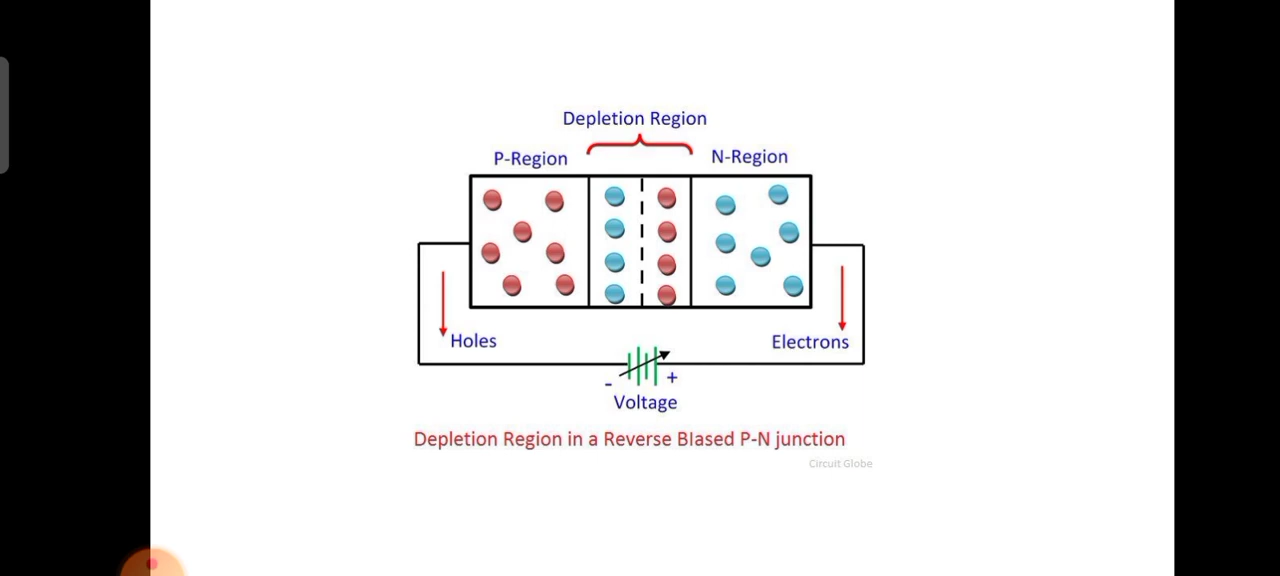 Depletion Region
P-Region
N-Region
Holes
Electrons
- +
Voltage
Depletion Region in a Reverse BIased P-N junction
Circuit Globe